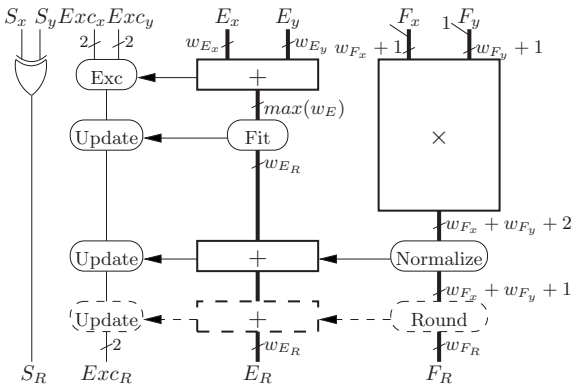 S_x S_y Exc_x Exc_y E_x E_y F_x F_y
2 2 w_{E_x} w_{E_y} w_{F_x} + 1 1 w_{F_y} + 1
Exc +
max(w_E)
Update Fit ×
w_{E_R}
w_{F_x} + w_{F_y} + 2
Update + Normalize
w_{F_x} + w_{F_y} + 1
Update + Round
2 w_{E_R} w_{F_R}
S_R Exc_R E_R F_R